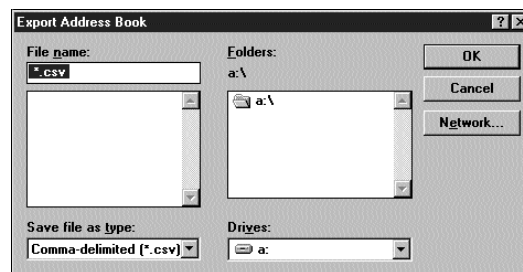 Export Address Book
File name:
*.csv
Folders:
a:\
a:\
OK
Cancel
Network...
Save file as type:
Comma-delimited (*.csv)
Drives:
a: